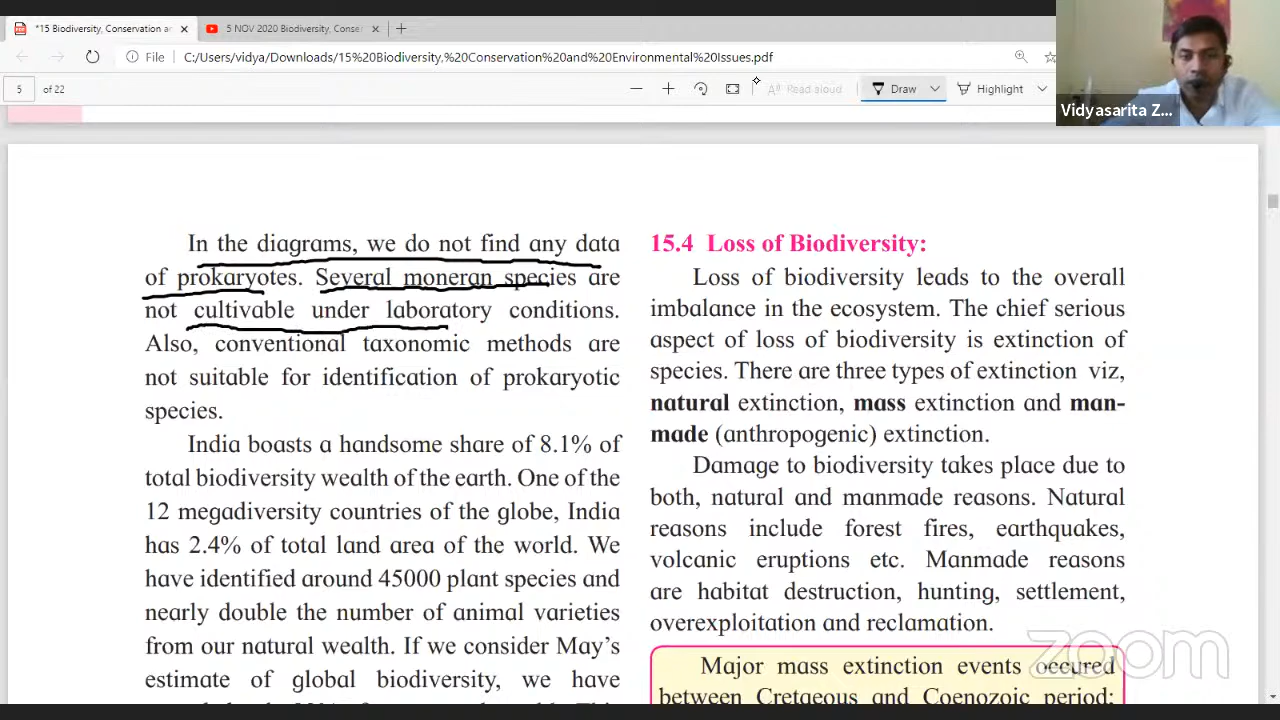 *15 Biodiversity, Conservation ar
5 NOV 2020 Biodiversity, Conse
File
C:/Users/vidya/Downloads/15%20Biodiversity,%20Conservation%20and%20Environmental%20Issues.pdf
5 of 22
Read aloud
Draw
Highlight
Vidyasarita Z...
In the diagrams, we do not find any data
of prokaryotes. Several moneran species are
not cultivable under laboratory conditions.
Also, conventional taxonomic methods are
not suitable for identification of prokaryotic
species.
India boasts a handsome share of 8.1% of
total biodiversity wealth of the earth. One of the
12 megadiversity countries of the globe, India
has 2.4% of total land area of the world. We
have identified around 45000 plant species and
nearly double the number of animal varieties
from our natural wealth. If we consider May's
estimate of global biodiversity, we have
15.4 Loss of Biodiversity:
Loss of biodiversity leads to the overall
imbalance in the ecosystem. The chief serious
aspect of loss of biodiversity is extinction of
species. There are three types of extinction viz,
natural extinction, mass extinction and man-
made (anthropogenic) extinction.
Damage to biodiversity takes place due to
both, natural and manmade reasons. Natural
reasons include forest fires, earthquakes,
volcanic eruptions etc. Manmade reasons
are habitat destruction, hunting, settlement,
overexploitation and reclamation.
Major mass extinction events occured
between Cretaeous and Coenozoic period;
zoom